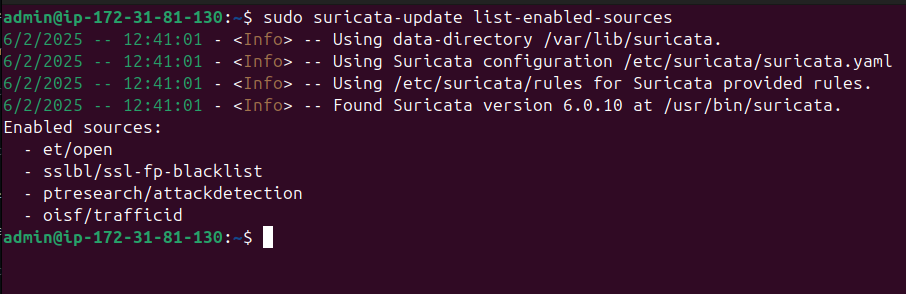 admin@ip-172-31-81-130:~$ sudo suricata-update list-enabled-sources
6/2/2025 -- 12:41:01 - <Info> -- Using data-directory /var/lib/suricata.
6/2/2025 -- 12:41:01 - <Info> -- Using Suricata configuration /etc/suricata/suricata.yaml
6/2/2025 -- 12:41:01 - <Info> -- Using /etc/suricata/rules for Suricata provided rules.
6/2/2025 -- 12:41:01 - <Info> -- Found Suricata version 6.0.10 at /usr/bin/suricata.
Enabled sources:
  - et/open
  - sslbl/ssl-fp-blacklist
  - ptresearch/attackdetection
  - oisf/trafficid
admin@ip-172-31-81-130:~$